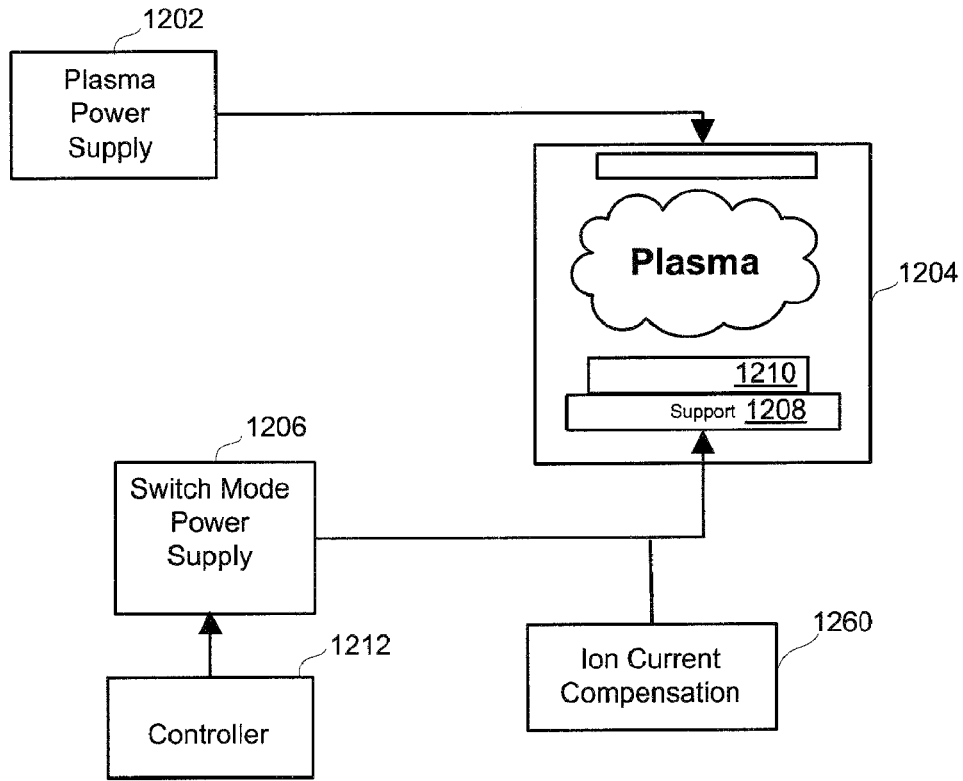 1202
Plasma
Power
Supply
Plasma
1204
1210
Support 1208
1206
Switch Mode
Power
Supply
1212
Controller
1260
Ion Current
Compensation